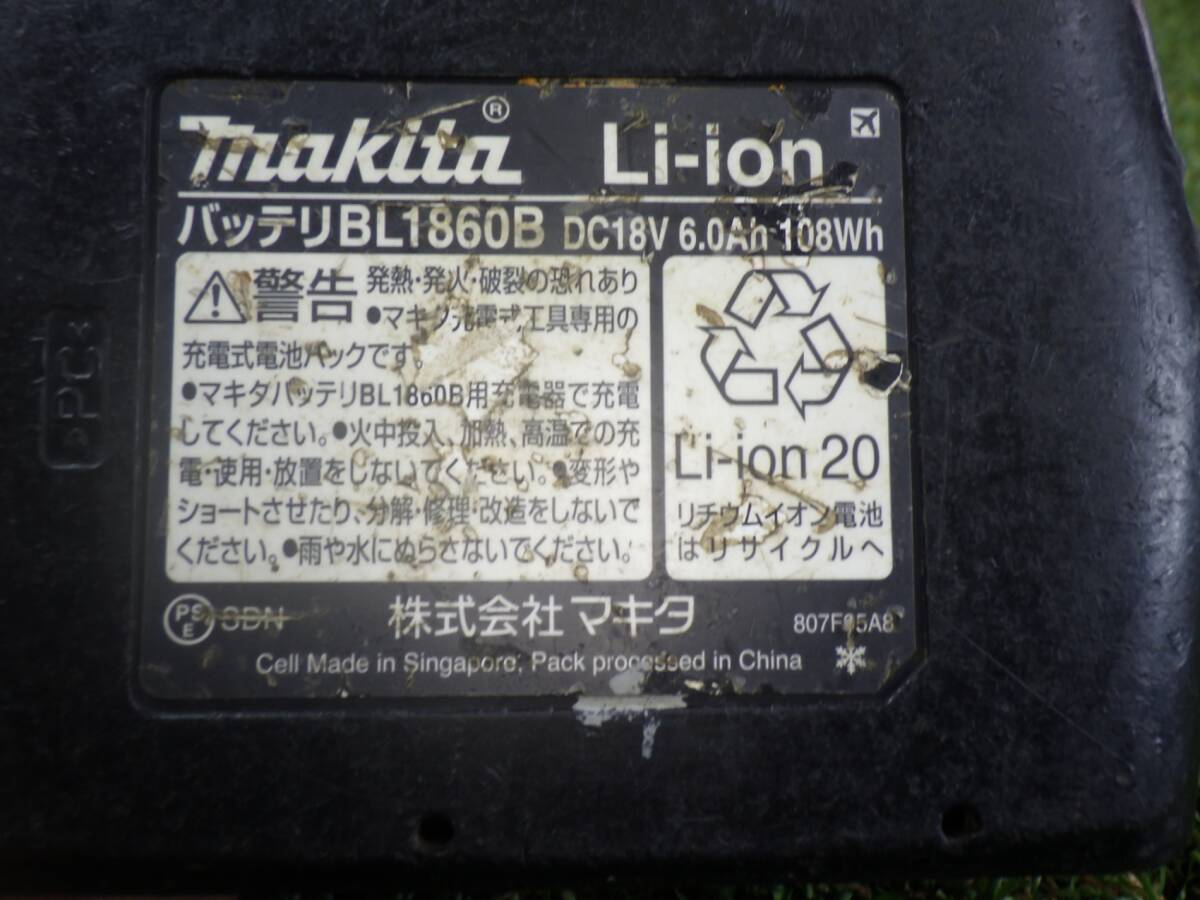 makita® Li-ion
バッテリBL1860B DC18V 6.0Ah 108Wh
警告 発熱・発火・破裂の恐れあり
●マキタ充電式工具専用の
充電式電池パックです。
●マキタバッテリBL1860B用充電器で充電
してください。●火中投入、加熱、高温での充
電・使用・放置をしないでください。●変形や
ショートさせたり、分解・修理・改造をしないで
ください。●雨や水にぬらさないでください。
Li-ion 20
リチウムイオン電池
はリサイクルへ
PSE 3DN 株式会社マキタ
Cell Made in Singapore, Pack processed in China
>PC<